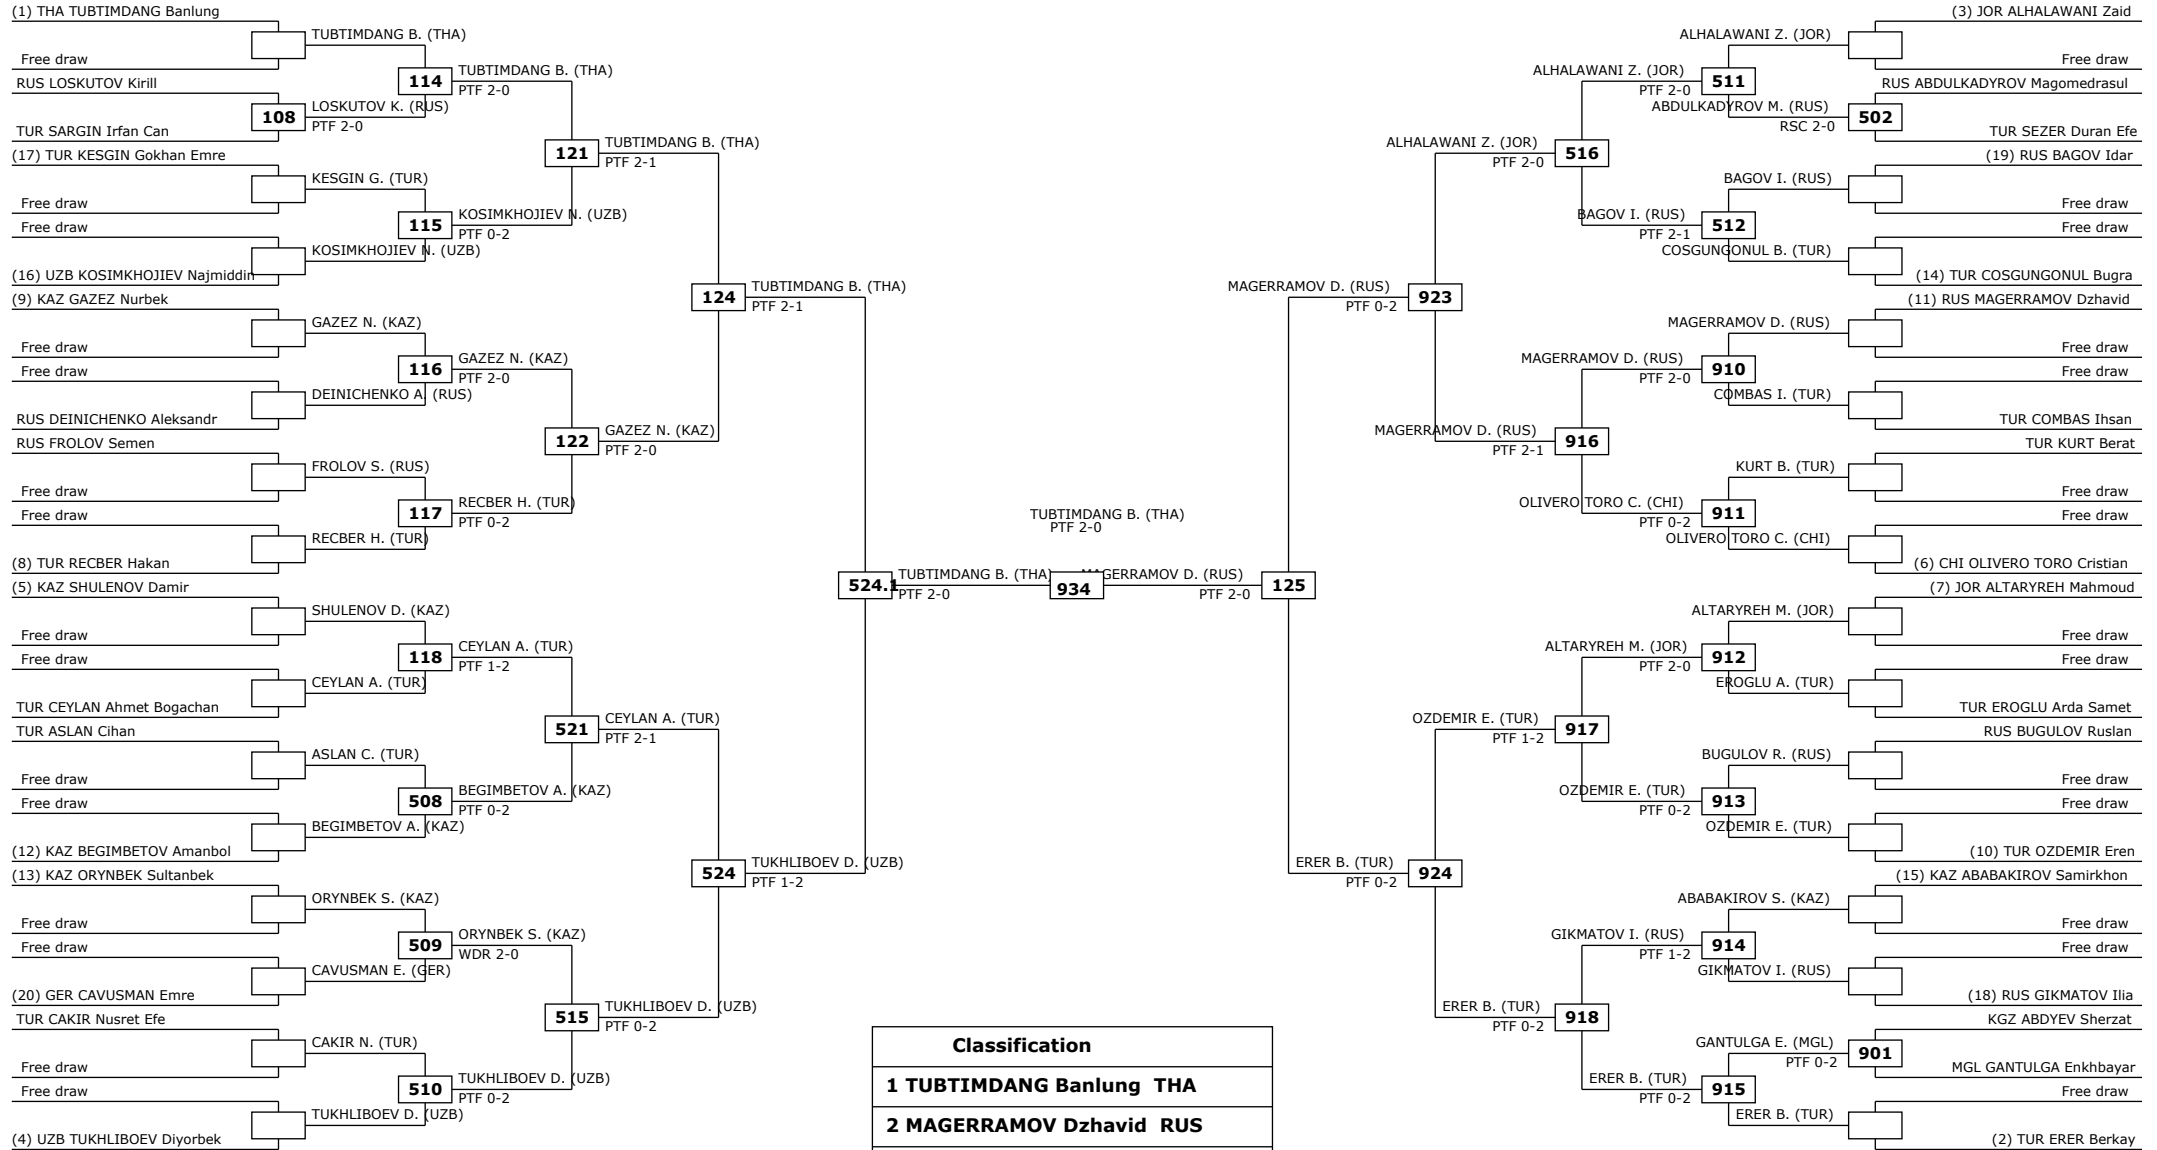 (1) THA TUBTIMDANG Banlung
Free draw
RUS LOSKUTOV Kirill
TUR SARGIN Irfan Can
(17) TUR KESGIN Gokhan Emre
Free draw
Free draw
(16) UZB KOSIMKHOJIEV Najmiddin
(9) KAZ GAZEZ Nurbek
Free draw
Free draw
RUS DEINICHENKO Aleksandr
RUS FROLOV Semen
Free draw
Free draw
(8) TUR RECBER Hakan
(5) KAZ SHULENOV Damir
Free draw
Free draw
TUR CEYLAN Ahmet Bogachan
TUR ASLAN Cihan
Free draw
Free draw
(12) KAZ BEGIMBETOV Amanbol
(13) KAZ ORYNBEK Sultanbek
Free draw
Free draw
(20) GER CAVUSMAN Emre
TUR CAKIR Nusret Efe
Free draw
Free draw
(4) UZB TUKHLIBOEV Diyorbek
TUBTIMDANG B. (THA)
108
LOSKUTOV K. (RUS)
PTF 2-0
KESGIN G. (TUR)
KOSIMKHOJIEV N. (UZB)
GAZEZ N. (KAZ)
DEINICHENKO A. (RUS)
FROLOV S. (RUS)
RECBER H. (TUR)
SHULENOV D. (KAZ)
CEYLAN A. (TUR)
ASLAN C. (TUR)
BEGIMBETOV A. (KAZ)
ORYNBEK S. (KAZ)
CAVUSMAN E. (GER)
CAKIR N. (TUR)
TUKHLIBOEV D. (UZB)
114
TUBTIMDANG B. (THA)
PTF 2-0
115
KOSIMKHOJIEV N. (UZB)
PTF 0-2
116
GAZEZ N. (KAZ)
PTF 2-0
117
RECBER H. (TUR)
PTF 0-2
118
CEYLAN A. (TUR)
PTF 1-2
508
BEGIMBETOV A. (KAZ)
PTF 0-2
509
ORYNBEK S. (KAZ)
WDR 2-0
510
TUKHLIBOEV D. (UZB)
PTF 0-2
121
TUBTIMDANG B. (THA)
PTF 2-1
122
GAZEZ N. (KAZ)
PTF 2-0
521
CEYLAN A. (TUR)
PTF 2-1
515
TUKHLIBOEV D. (UZB)
PTF 0-2
124
TUBTIMDANG B. (THA)
PTF 2-1
524
TUKHLIBOEV D. (UZB)
PTF 1-2
524.1
TUBTIMDANG B. (THA)
PTF 2-0
TUBTIMDANG B. (THA)
PTF 2-0
934
MAGERRAMOV D. (RUS)
PTF 2-0
125
MAGERRAMOV D. (RUS)
PTF 0-2
923
ERER B. (TUR)
PTF 0-2
924
ALHALAWANI Z. (JOR)
PTF 2-0
516
MAGERRAMOV D. (RUS)
PTF 2-1
916
OZDEMIR E. (TUR)
PTF 1-2
917
ERER B. (TUR)
PTF 0-2
918
ALHALAWANI Z. (JOR)
PTF 2-0
511
BAGOV I. (RUS)
PTF 2-1
512
MAGERRAMOV D. (RUS)
PTF 2-0
910
OLIVERO TORO C. (CHI)
PTF 0-2
911
ALTARYREH M. (JOR)
PTF 2-0
912
OZDEMIR E. (TUR)
PTF 0-2
913
GIKMATOV I. (RUS)
PTF 1-2
914
ERER B. (TUR)
PTF 0-2
915
ALHALAWANI Z. (JOR)
ABDULKADYROV M. (RUS)
RSC 2-0
502
BAGOV I. (RUS)
COSGUNGONUL B. (TUR)
MAGERRAMOV D. (RUS)
COMBAS I. (TUR)
KURT B. (TUR)
OLIVERO TORO C. (CHI)
ALTARYREH M. (JOR)
EROGLU A. (TUR)
BUGULOV R. (RUS)
OZDEMIR E. (TUR)
ABABAKIROV S. (KAZ)
GIKMATOV I. (RUS)
GANTULGA E. (MGL)
PTF 0-2
901
ERER B. (TUR)
(3) JOR ALHALAWANI Zaid
Free draw
RUS ABDULKADYROV Magomedrasul
TUR SEZER Duran Efe
(19) RUS BAGOV Idar
Free draw
Free draw
(14) TUR COSGUNGONUL Bugra
(11) RUS MAGERRAMOV Dzhavid
Free draw
Free draw
TUR COMBAS Ihsan
TUR KURT Berat
Free draw
Free draw
(6) CHI OLIVERO TORO Cristian
(7) JOR ALTARYREH Mahmoud
Free draw
Free draw
TUR EROGLU Arda Samet
RUS BUGULOV Ruslan
Free draw
Free draw
(10) TUR OZDEMIR Eren
(15) KAZ ABABAKIROV Samirkhon
Free draw
Free draw
(18) RUS GIKMATOV Ilia
KGZ ABDYEV Sherzat
MGL GANTULGA Enkhbayar
Free draw
(2) TUR ERER Berkay
Classification
1 TUBTIMDANG Banlung THA
2 MAGERRAMOV Dzhavid RUS